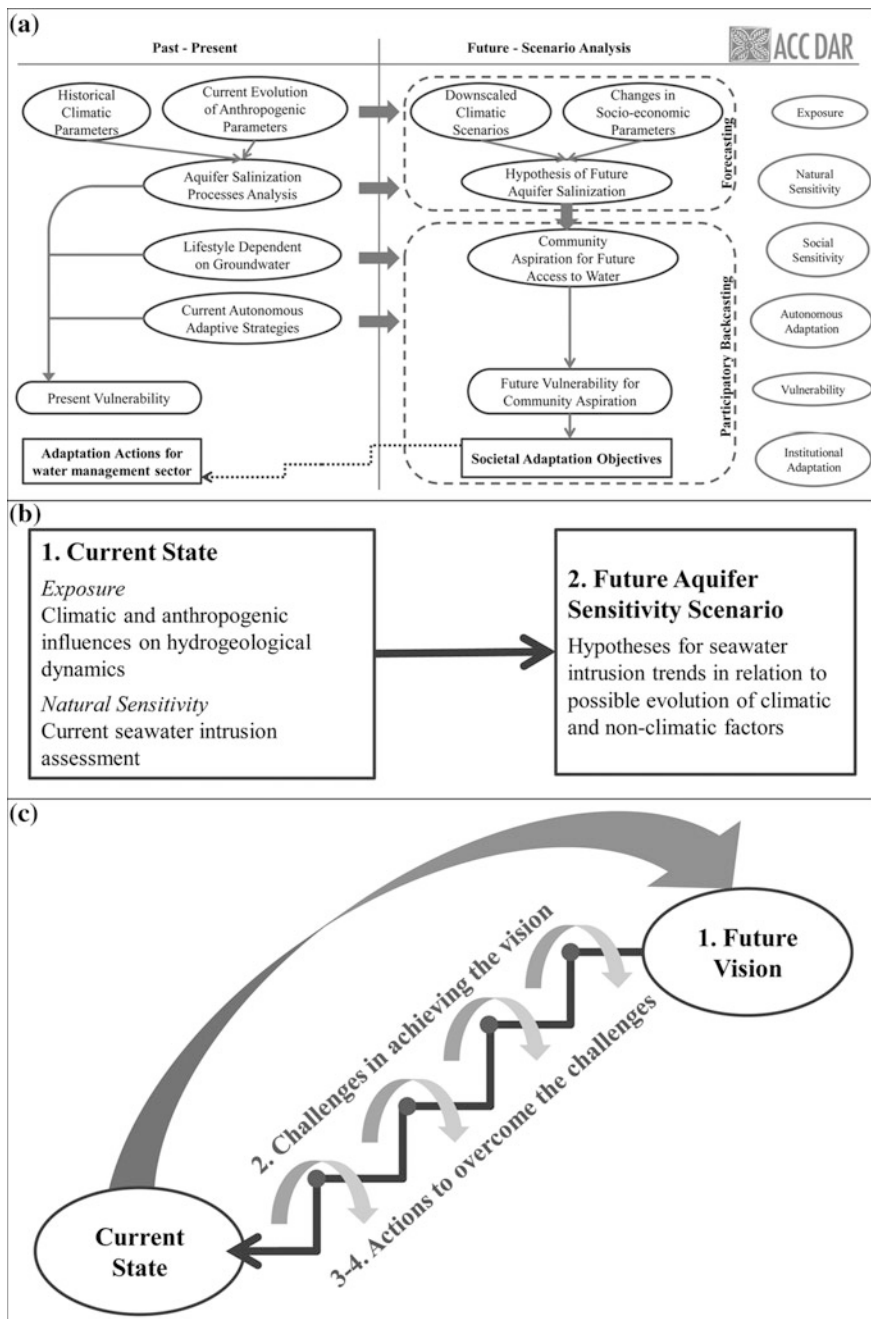 (a)
Past - Present
Future - Scenario Analysis
ACC DAR
Historical
Climatic
Parameters
Current Evolution
of Anthropogenic
Parameters
Downscaled
Climatic
Scenarios
Changes in
Socio-economic
Parameters
Forecasting
Exposure
Aquifer Salinization
Processes Analysis
Hypothesis of Future
Aquifer Salinization
Natural
Sensitivity
Lifestyle Dependent
on Groundwater
Community
Aspiration for Future
Access to Water
Social
Sensitivity
Current Autonomous
Adaptive Strategies
Participatory Backcasting
Autonomous
Adaptation
Present Vulnerability
Future Vulnerability for
Community Aspiration
Vulnerability
Adaptation Actions for
water management sector
Societal Adaptation Objectives
Institutional
Adaptation
(b)
1. Current State
Exposure
Climatic and anthropogenic
influences on hydrogeological
dynamics
Natural Sensitivity
Current seawater intrusion
assessment
2. Future Aquifer
Sensitivity Scenario
Hypotheses for seawater
intrusion trends in relation to
possible evolution of climatic
and non-climatic factors
(c)
1. Future
Vision
2. Challenges in achieving the vision
3-4. Actions to overcome the challenges
Current
State